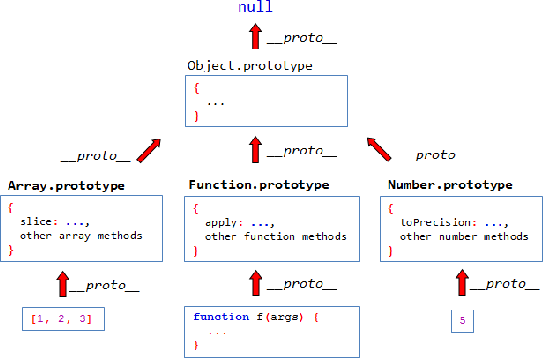 null
__proto__
Object.prototype
{
...
}
__proto__
__proto__
proto
Array.prototype
Function.prototype
Number.prototype
{
slice: ...,
other array methods
}
{
apply: ...,
other function methods
}
{
toPrecision: ...,
other number methods
}
__proto__
__proto__
__proto__
[1, 2, 3]
function f(args) {
...
}
5